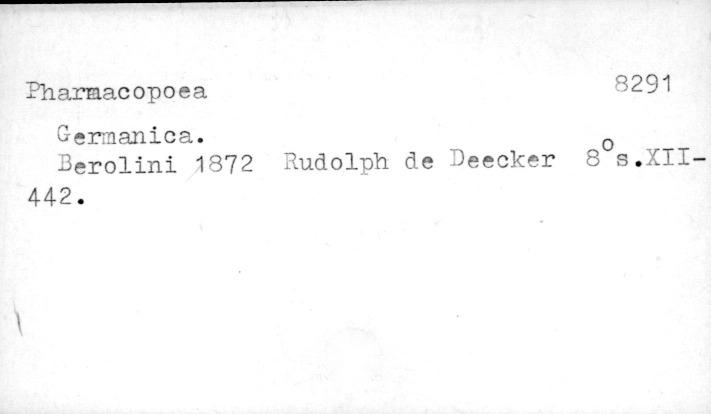 Pharmacopoea 8291
Germanica.
Berolini 1872 Rudolph de Deecker 8°s.XII-
442.